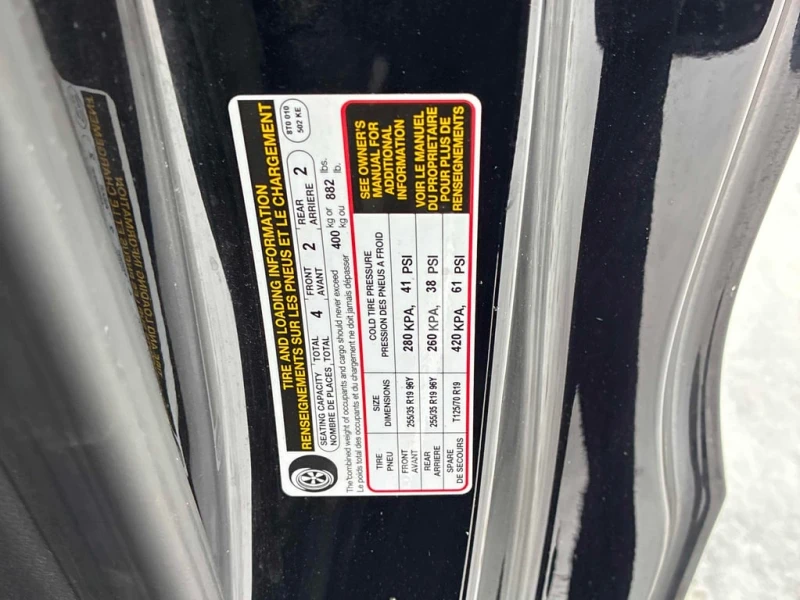 TIRE AND LOADING INFORMATION
RENSEIGNEMENTS SUR LES PNEUS ET LE CHARGEMENT
8T0 010
502 KE
SEATING CAPACITY TOTAL 4 FRONT 2 REAR 2
NOMBRE DE PLACES TOTAL AVANT ARRIERE
The combined weight of occupants and cargo should never exceed 400 kg or 882 lbs.
Le poids total des occupants et du chargement ne doit jamais dépasser kg ou lb.
TIRE SIZE COLD TIRE PRESSURE
PNEU DIMENSIONS PRESSION DES PNEUS A FROID
FRONT 255/35 R19 96Y 280 KPA, 41 PSI
AVANT
REAR 255/35 R19 96Y 260 KPA, 38 PSI
ARRIERE
SPARE T125/70 R19 420 KPA, 61 PSI
DE SECOURS
SEE OWNER'S
MANUAL FOR
ADDITIONAL
INFORMATION
VOIR LE MANUEL
DU PROPRIETAIRE
POUR PLUS DE
RENSEIGNEMENTS